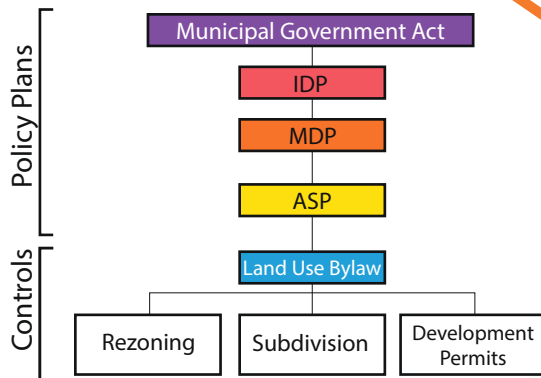 Policy Plans
Municipal Government Act
IDP
MDP
ASP
Controls
Land Use Bylaw
Rezoning
Subdivision
Development
Permits